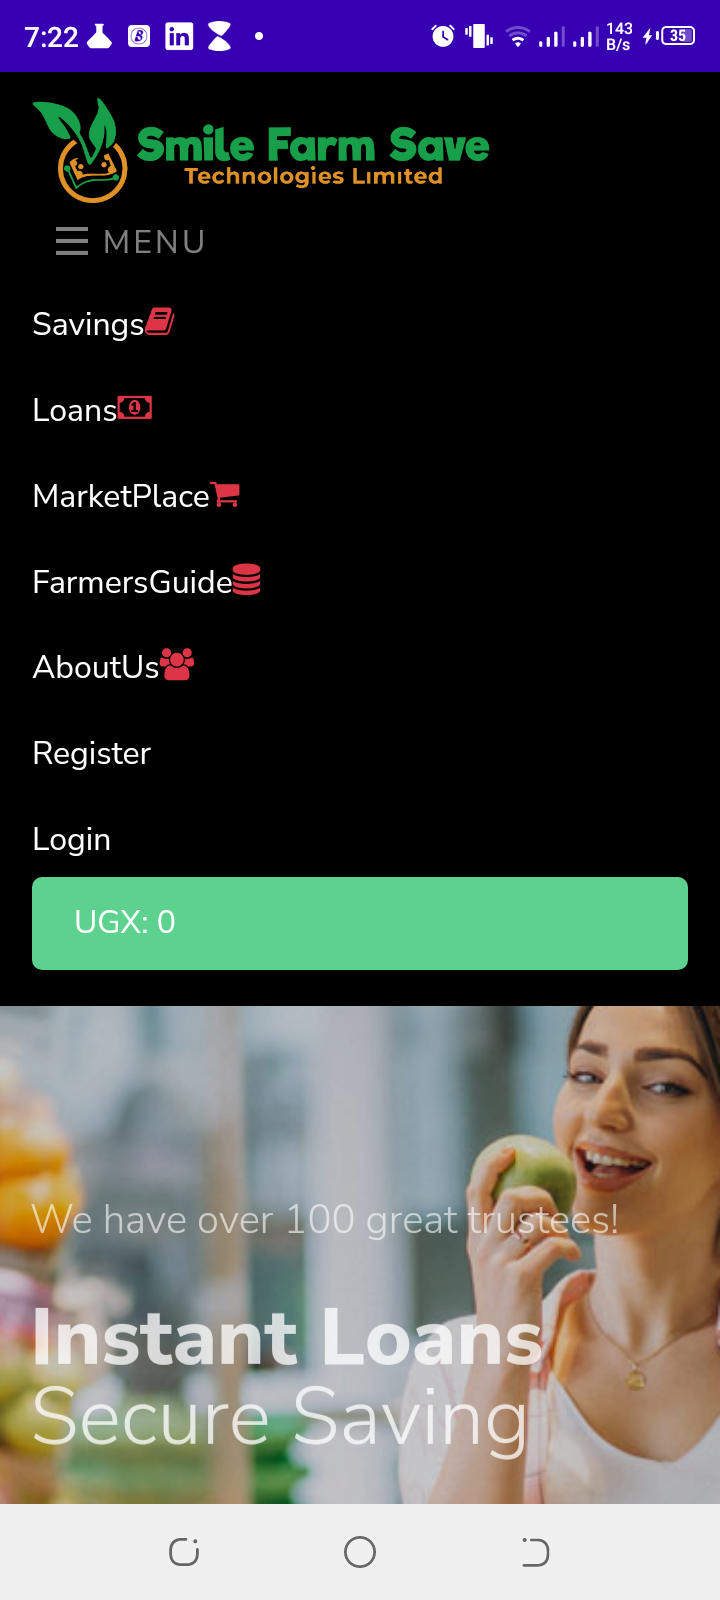 7:22
143
B/s
35
Smile Farm Save
Technologies Limited
MENU
Savings
Loans
MarketPlace
FarmersGuide
AboutUs
Register
Login
UGX: 0
We have over 100 great trustees!
Instant Loans
Secure Saving